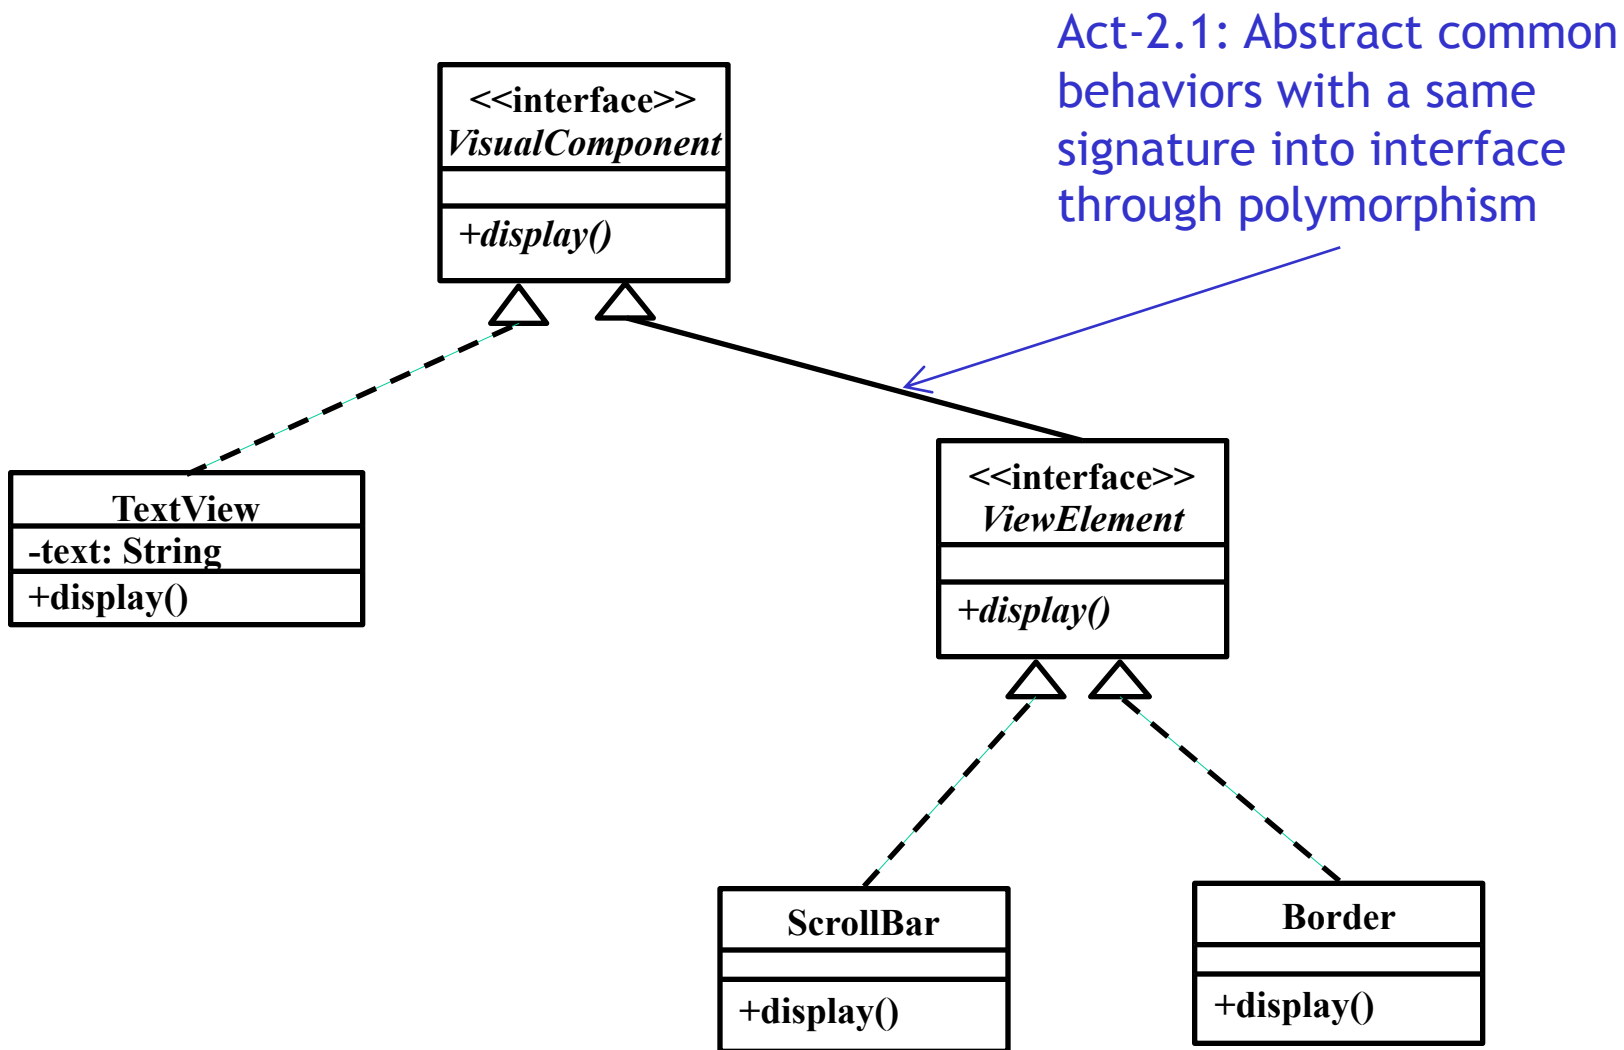 Act-2.1: Abstract common
behaviors with a same
signature into interface
through polymorphism
<<interface>>
VisualComponent
+display()
TextView
-text: String
+display()
<<interface>>
ViewElement
+display()
ScrollBar
+display()
Border
+display()